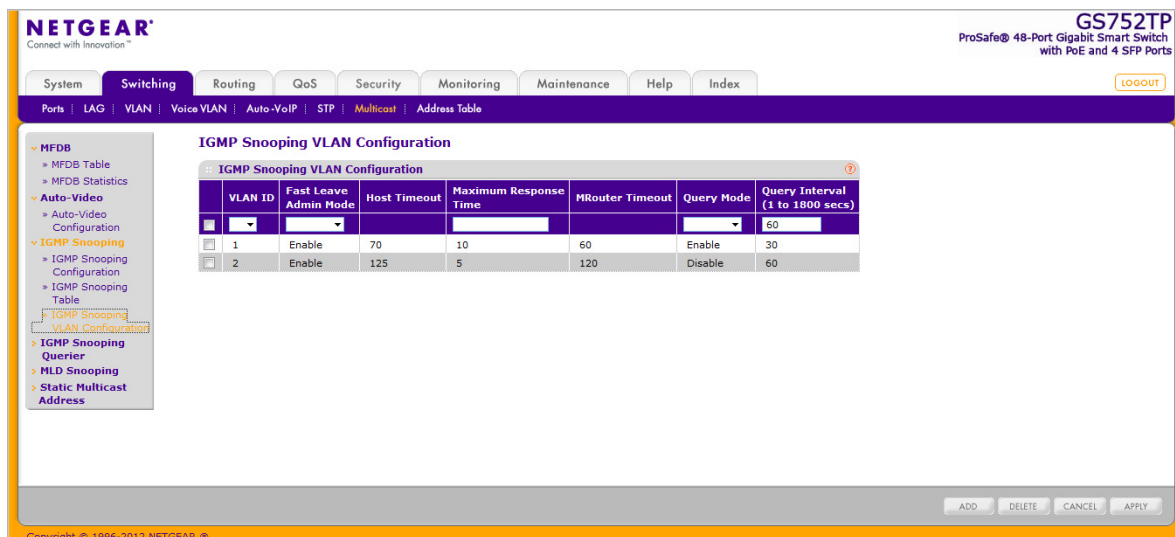 NETGEAR®
Connect with Innovation™
GS752TP
ProSafe® 48-Port Gigabit Smart Switch
with PoE and 4 SFP Ports
System Switching Routing QoS Security Monitoring Maintenance Help Index
LOGOUT
Ports LAG VLAN Voice VLAN Auto-VoIP STP Multicast Address Table
MFDB
» MFDB Table
» MFDB Statistics
Auto-Video
» Auto-Video
Configuration
IGMP Snooping
» IGMP Snooping
Configuration
» IGMP Snooping
Table
» IGMP Snooping
VLAN Configuration
IGMP Snooping
Querier
MLD Snooping
Static Multicast
Address
IGMP Snooping VLAN Configuration
IGMP Snooping VLAN Configuration
VLAN ID Fast Leave Admin Mode Host Timeout Maximum Response Time MRouter Timeout Query Mode Query Interval (1 to 1800 secs)
60
1 Enable 70 10 60 Enable 30
2 Enable 125 5 120 Disable 60
ADD DELETE CANCEL APPLY
Copyright © 1996-2012 NETGEAR ®